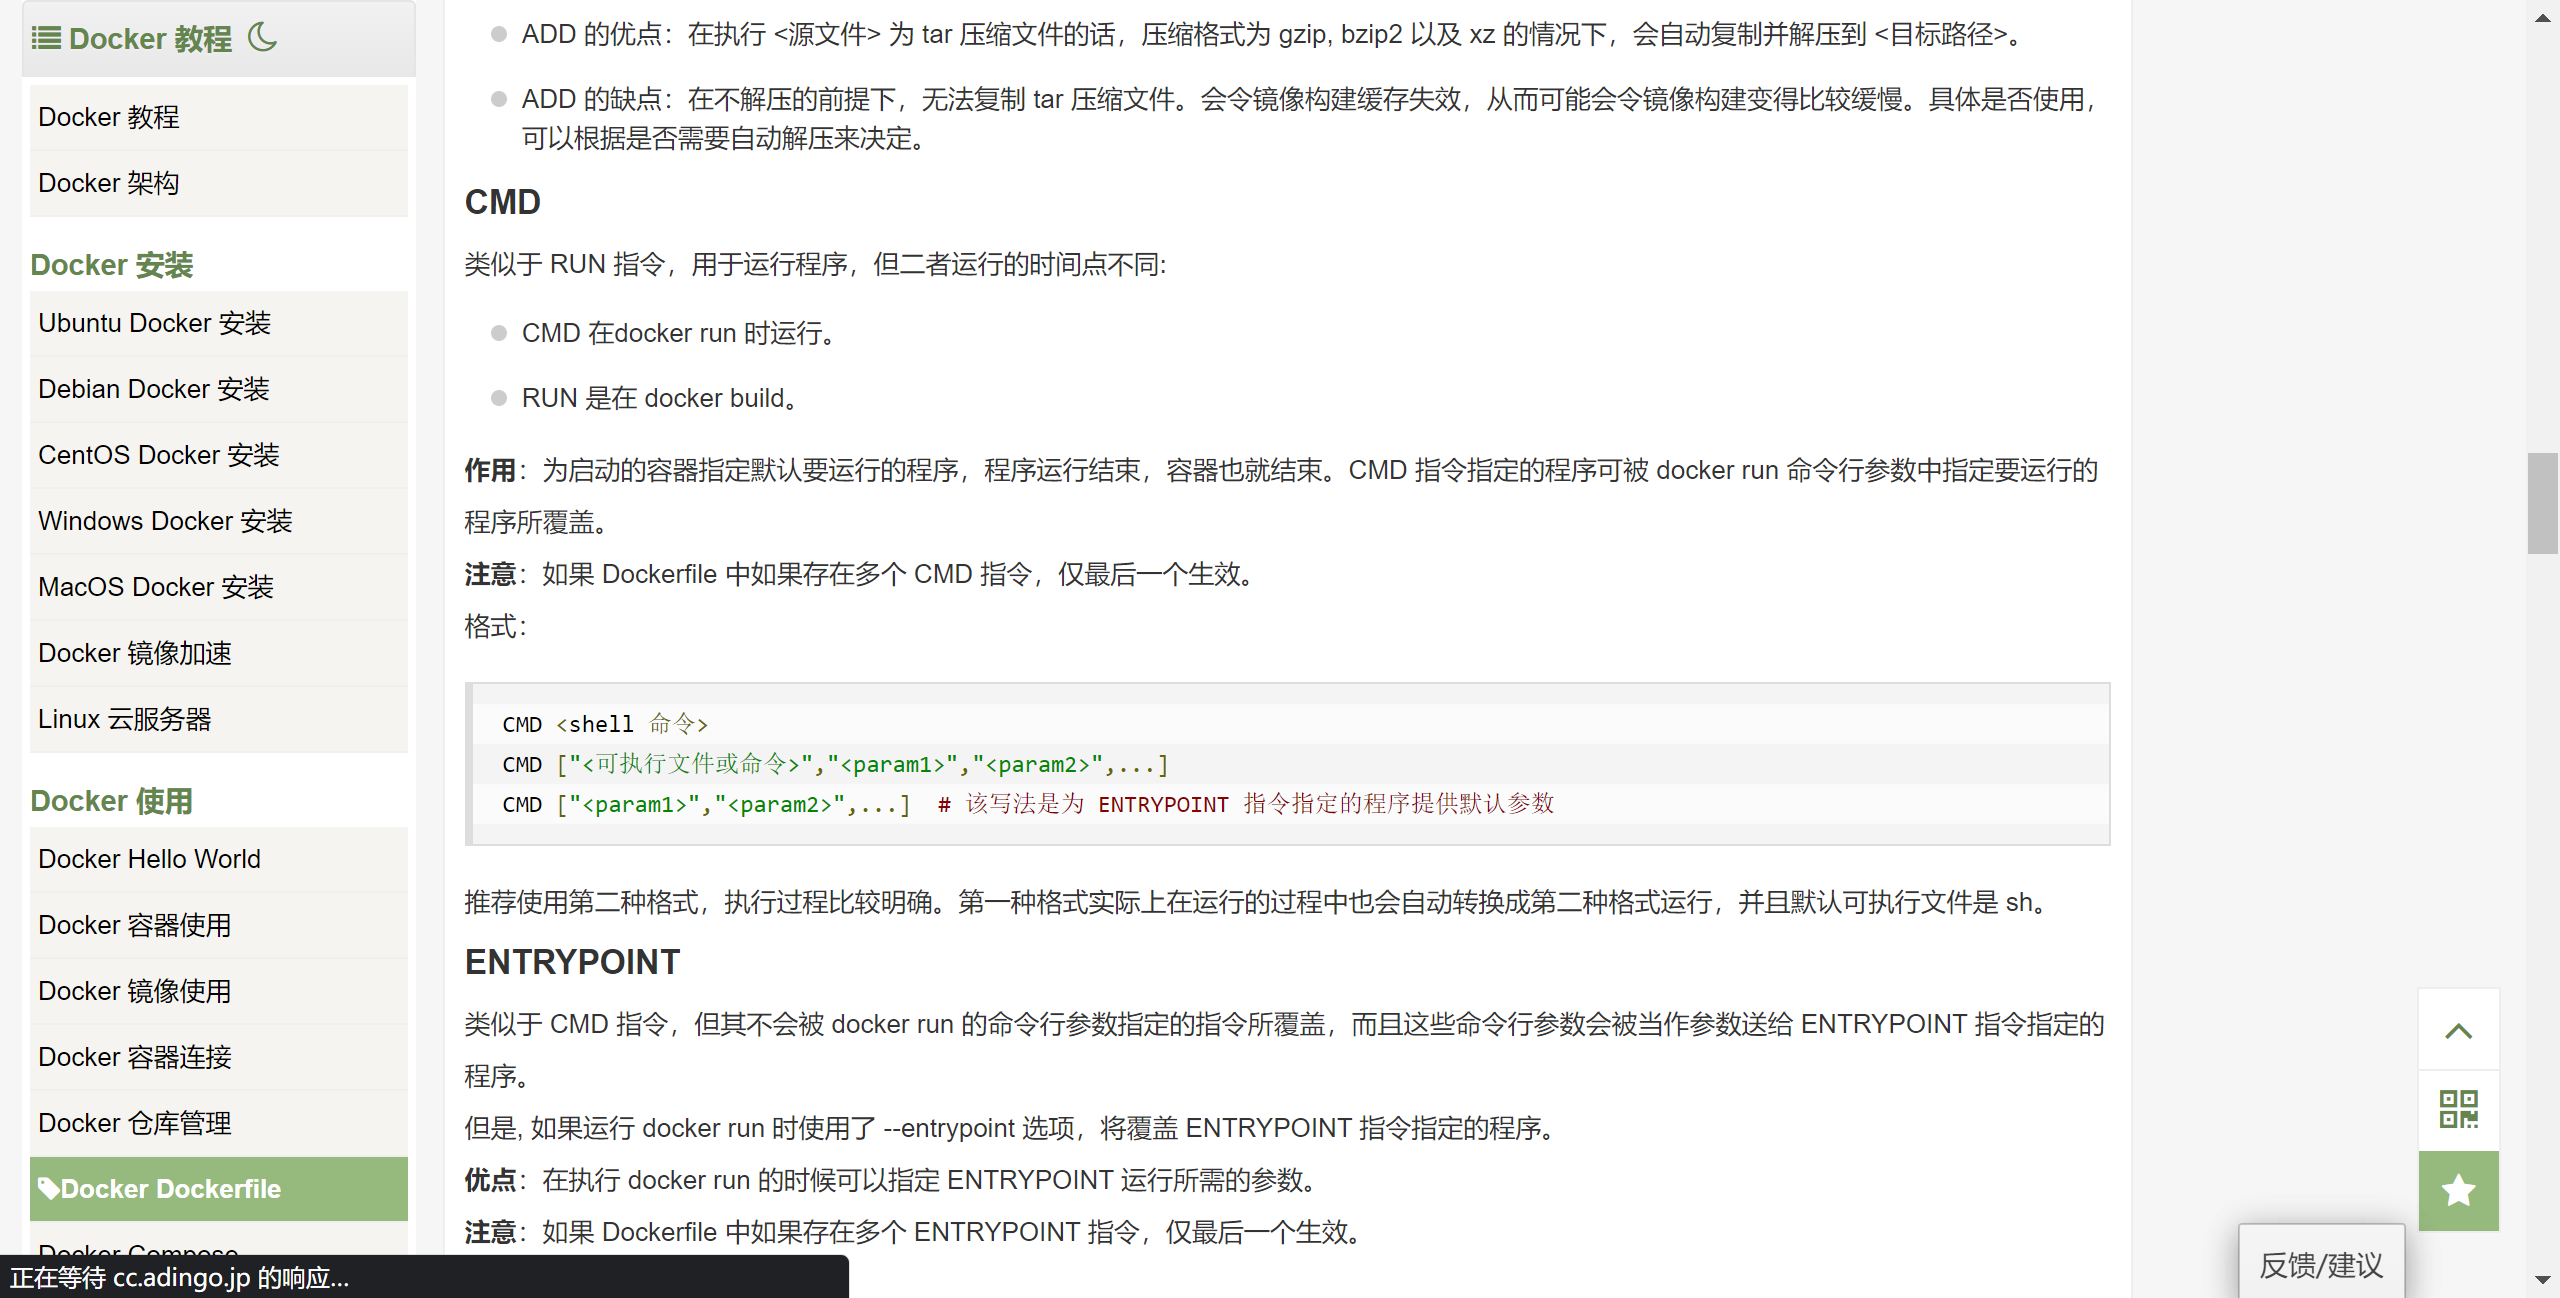 Docker 教程
Docker 教程
Docker 架构
Docker 安装
Ubuntu Docker 安装
Debian Docker 安装
CentOS Docker 安装
Windows Docker 安装
MacOS Docker 安装
Docker 镜像加速
Linux 云服务器
Docker 使用
Docker Hello World
Docker 容器使用
Docker 镜像使用
Docker 容器连接
Docker 仓库管理
Docker Dockerfile
Docker Compose
正在等待 cc.adingo.jp 的响应...
ADD 的优点：在执行 <源文件> 为 tar 压缩文件的话，压缩格式为 gzip, bzip2 以及 xz 的情况下，会自动复制并解压到 <目标路径>。
ADD 的缺点：在不解压的前提下，无法复制 tar 压缩文件。会令镜像构建缓存失效，从而可能会令镜像构建变得比较缓慢。具体是否使用，
可以根据是否需要自动解压来决定。
CMD
类似于 RUN 指令，用于运行程序，但二者运行的时间点不同:
CMD 在docker run 时运行。
RUN 是在 docker build。
作用：为启动的容器指定默认要运行的程序，程序运行结束，容器也就结束。CMD 指令指定的程序可被 docker run 命令行参数中指定要运行的
程序所覆盖。
注意：如果 Dockerfile 中如果存在多个 CMD 指令，仅最后一个生效。
格式：
CMD <shell 命令>
CMD ["<可执行文件或命令>","<param1>","<param2>",...]
CMD ["<param1>","<param2>",...]  # 该写法是为 ENTRYPOINT 指令指定的程序提供默认参数
推荐使用第二种格式，执行过程比较明确。第一种格式实际上在运行的过程中也会自动转换成第二种格式运行，并且默认可执行文件是 sh。
ENTRYPOINT
类似于 CMD 指令，但其不会被 docker run 的命令行参数指定的指令所覆盖，而且这些命令行参数会被当作参数送给 ENTRYPOINT 指令指定的
程序。
但是, 如果运行 docker run 时使用了 --entrypoint 选项，将覆盖 ENTRYPOINT 指令指定的程序。
优点：在执行 docker run 的时候可以指定 ENTRYPOINT 运行所需的参数。
注意：如果 Dockerfile 中如果存在多个 ENTRYPOINT 指令，仅最后一个生效。
反馈/建议